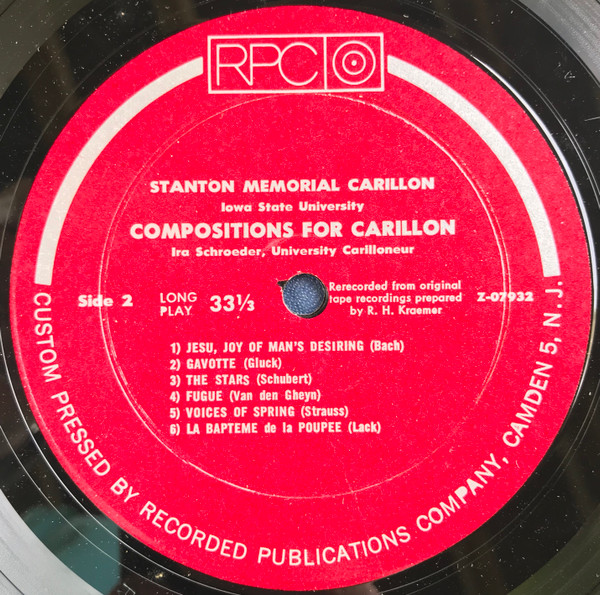 RPC
STANTON MEMORIAL CARILLON
Iowa State University
COMPOSITIONS FOR CARILLON
Ira Schroeder, University Carilloneur
Side 2
LONG PLAY 33⅓
Rerecorded from original
tape recordings prepared
by R. H. Kraemer
Z-07932
1) JESU, JOY OF MAN'S DESIRING (Bach)
2) GAVOTTE (Gluck)
3) THE STARS (Schubert)
4) FUGUE (Van den Gheyn)
5) VOICES OF SPRING (Strauss)
6) LA BAPTEME de la POUPEE (Lack)
CUSTOM PRESSED BY RECORDED PUBLICATIONS COMPANY, CAMDEN 5, N. J.